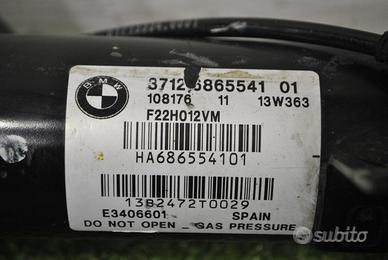 BMW
3712 6865541 01
108176 11 13W363
F22H012VM
HA686554101
13B2472T0029
E3406601 SPAIN
DO NOT OPEN _ GAS PRESSURE
subito